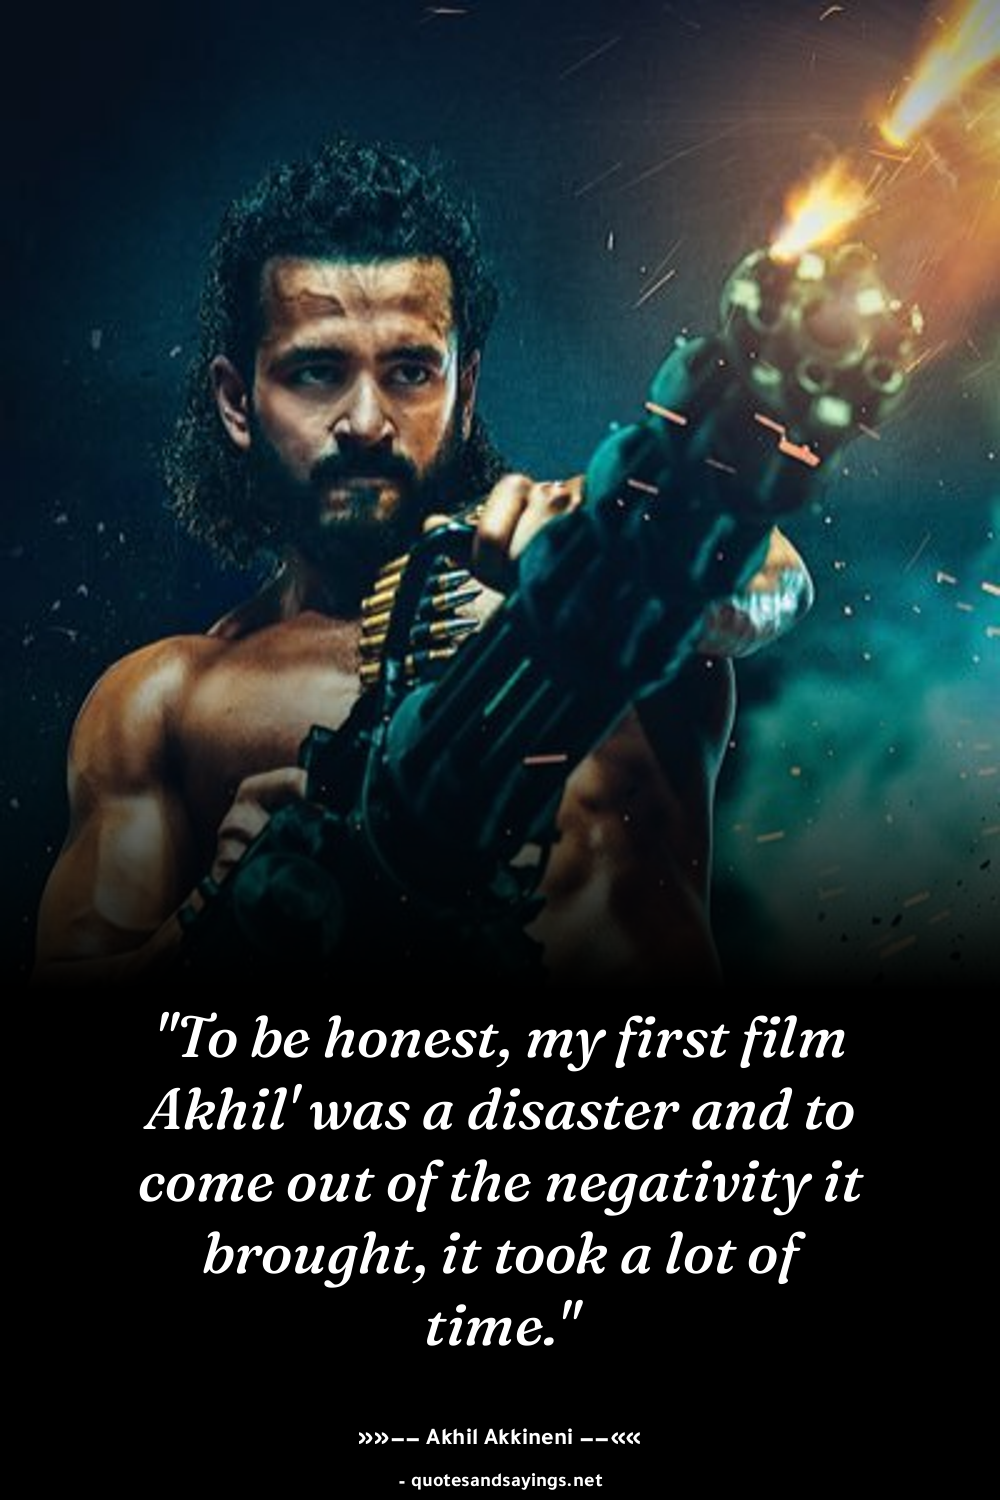 "To be honest, my first film
Akhil' was a disaster and to
come out of the negativity it
brought, it took a lot of
time."
»»–– Akhil Akkineni ––««
- quotesandsayings.net